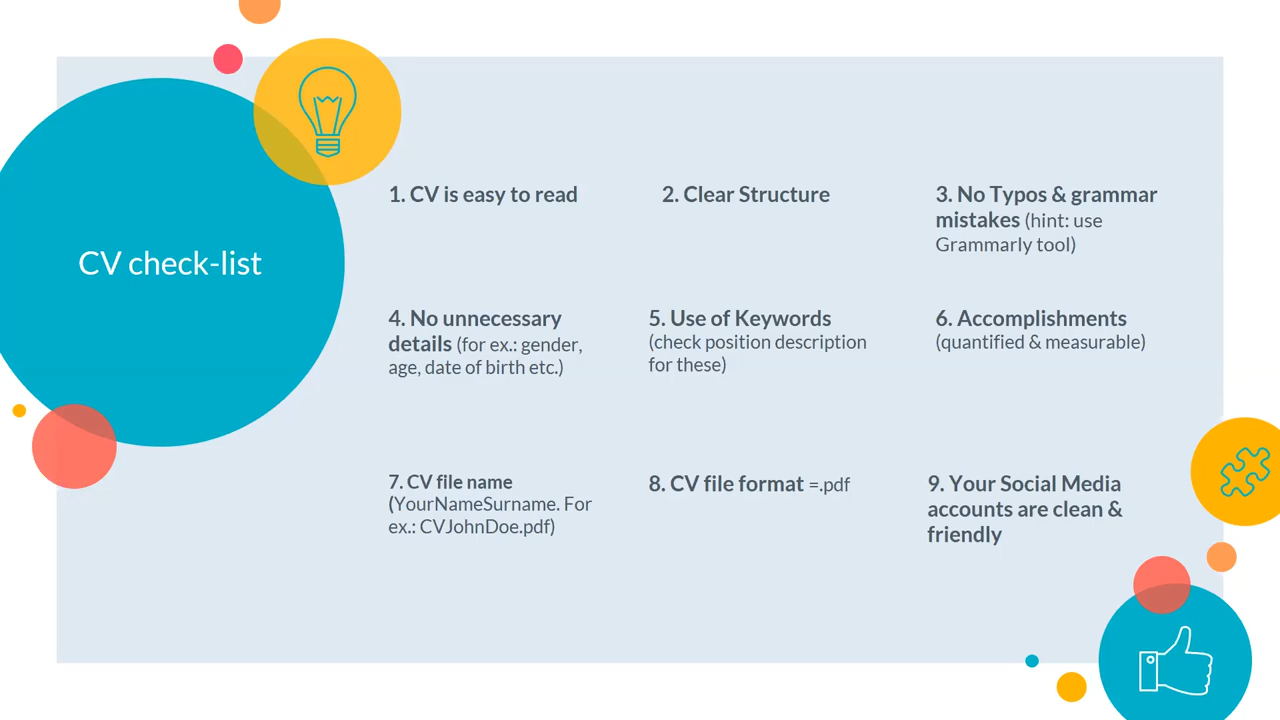 CV check-list
1. CV is easy to read
2. Clear Structure
3. No Typos & grammar
mistakes (hint: use
Grammarly tool)
4. No unnecessary
details (for ex.: gender,
age, date of birth etc.)
5. Use of Keywords
(check position description
for these)
6. Accomplishments
(quantified & measurable)
7. CV file name
(YourNameSurname. For
ex.: CVJohnDoe.pdf)
8. CV file format =.pdf
9. Your Social Media
accounts are clean &
friendly